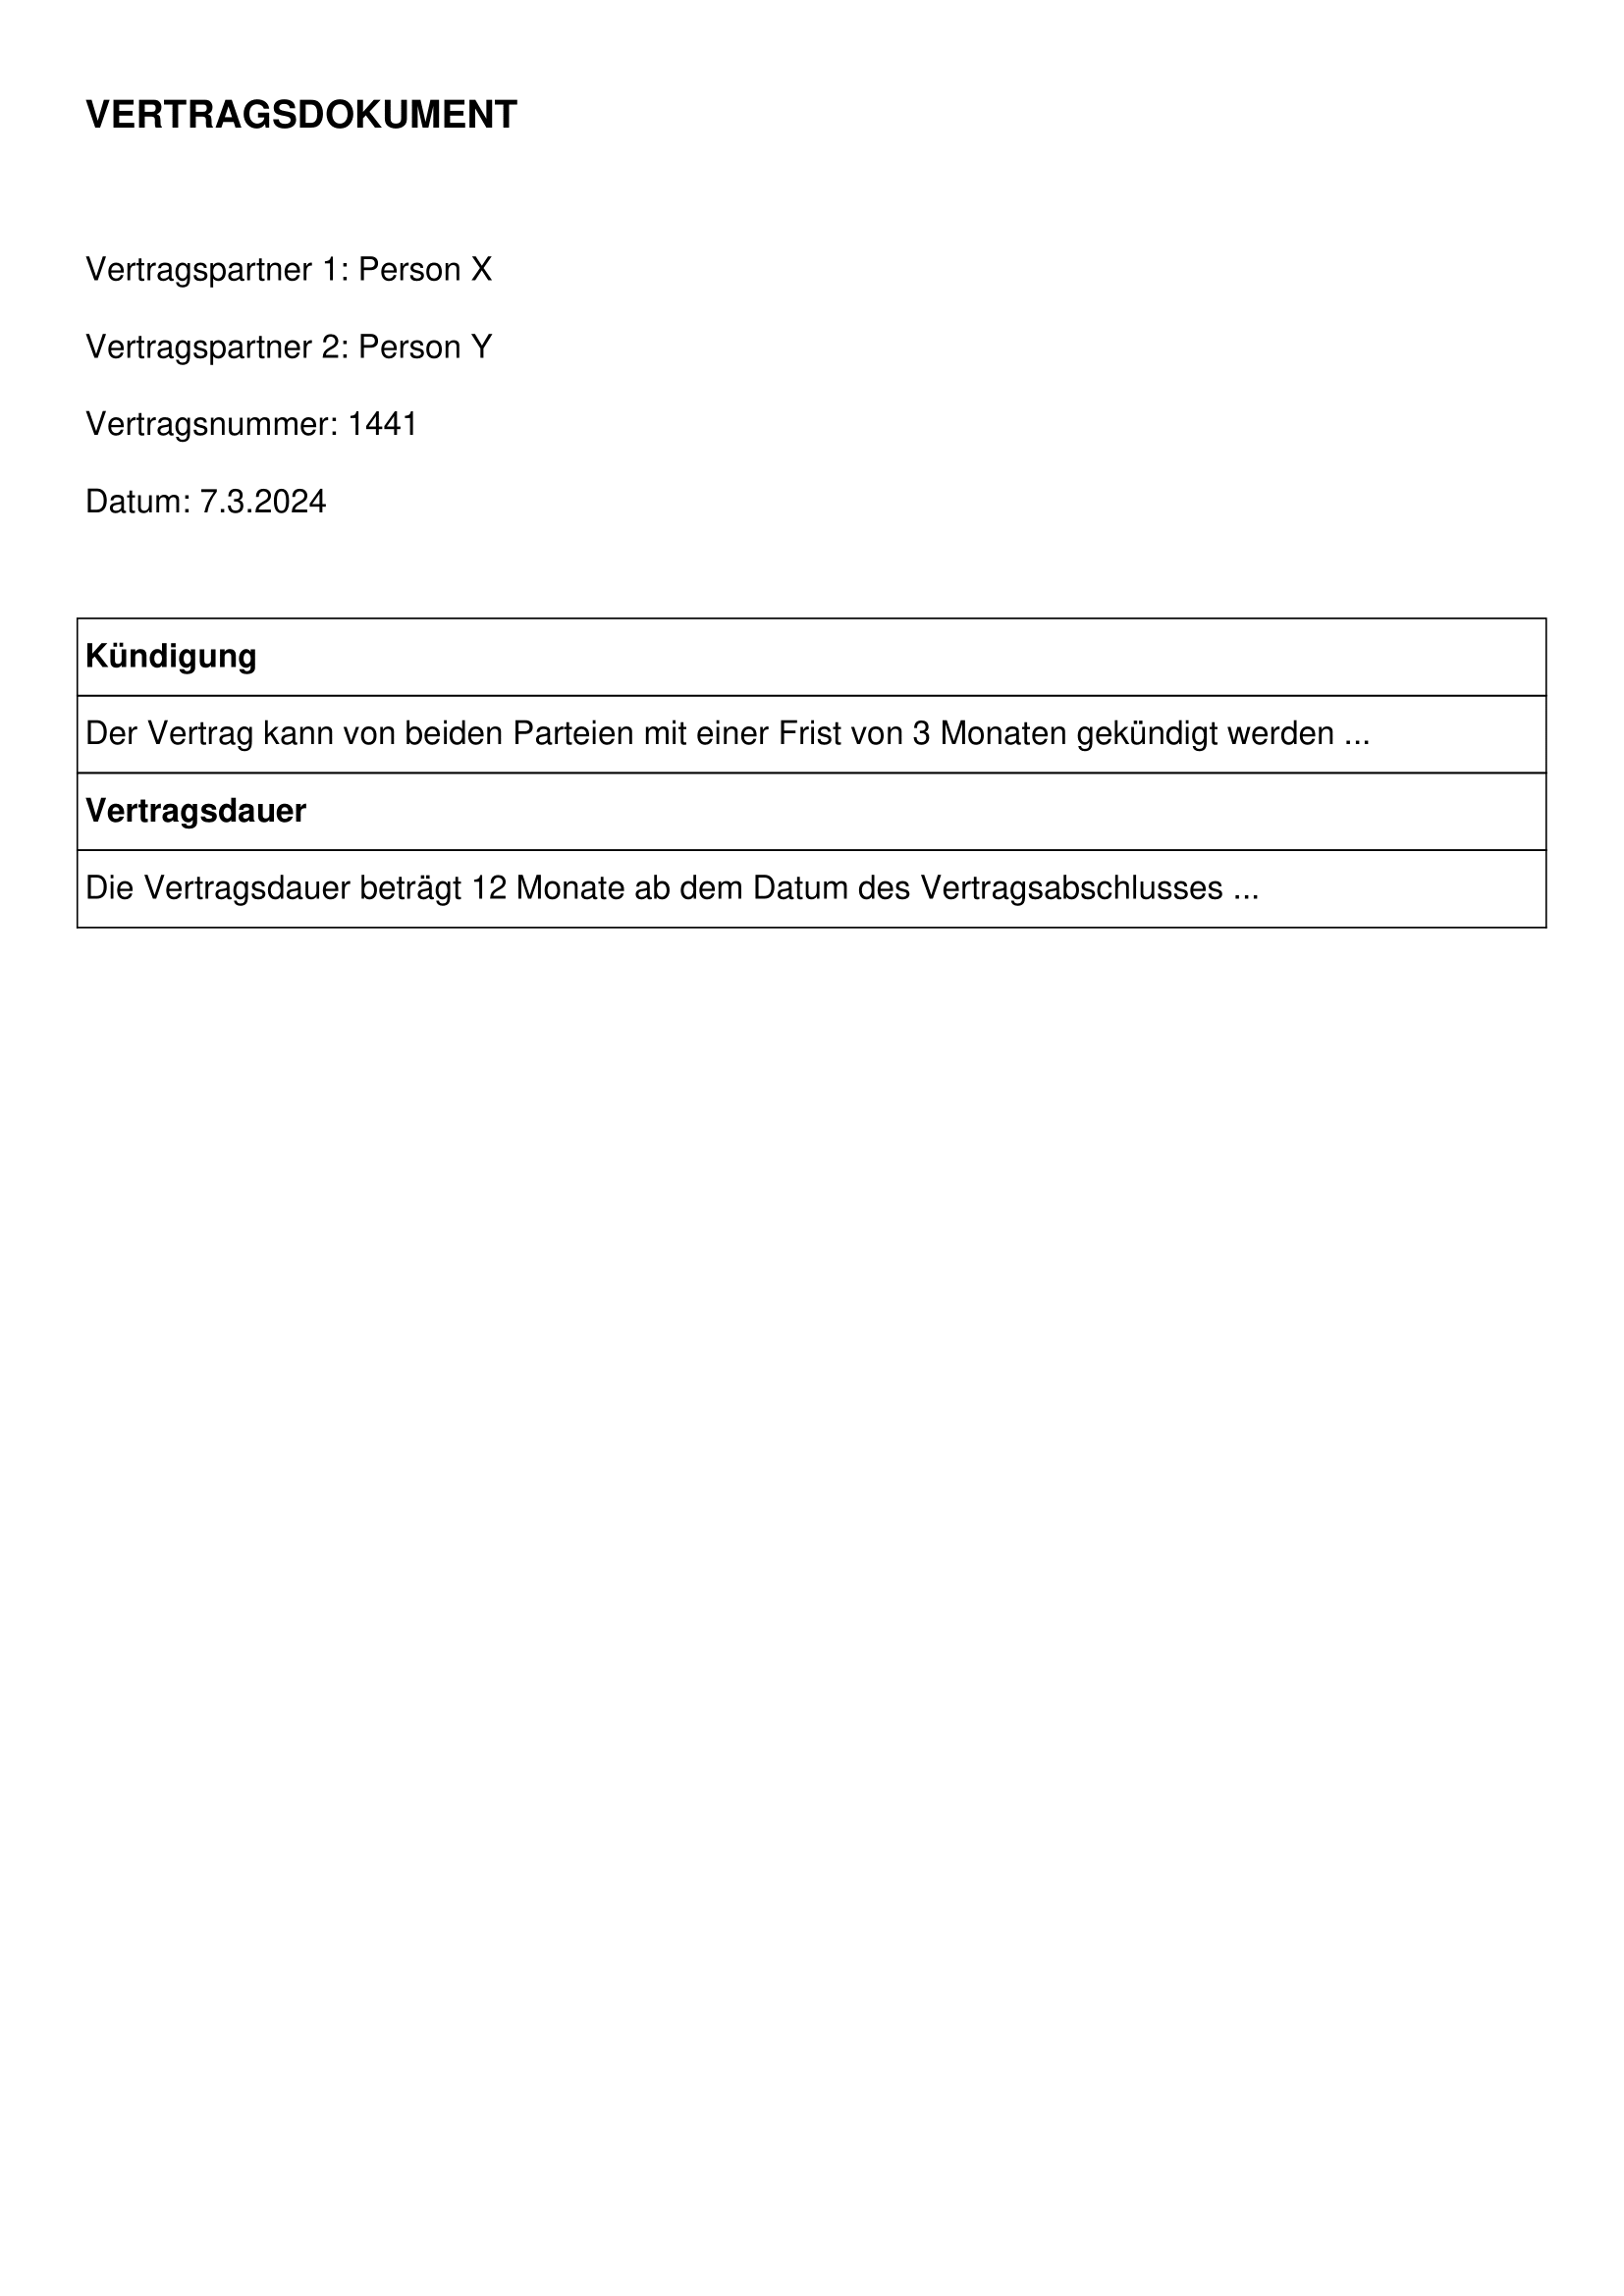 VERTRAGSDOKUMENT
Vertragspartner 1: Person X
Vertragspartner 2: Person Y
Vertragsnummer: 1441
Datum: 7.3.2024
Kündigung
Der Vertrag kann von beiden Parteien mit einer Frist von 3 Monaten gekündigt werden ...
Vertragsdauer
Die Vertragsdauer beträgt 12 Monate ab dem Datum des Vertragsabschlusses ...